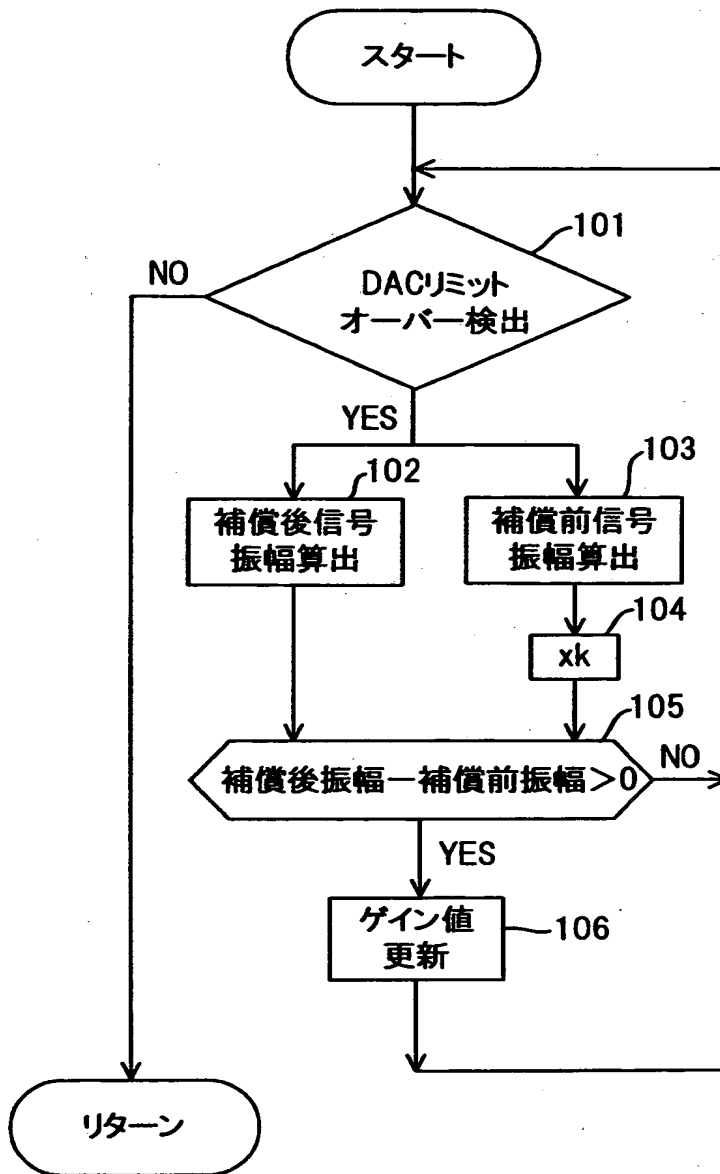 スタート
101
NO
DACリミット
オーバー検出
YES
102
103
補償後信号
振幅算出
補償前信号
振幅算出
104
xk
105
補償後振幅－補償前振幅＞0
NO
YES
ゲイン値
更新
106
リターン